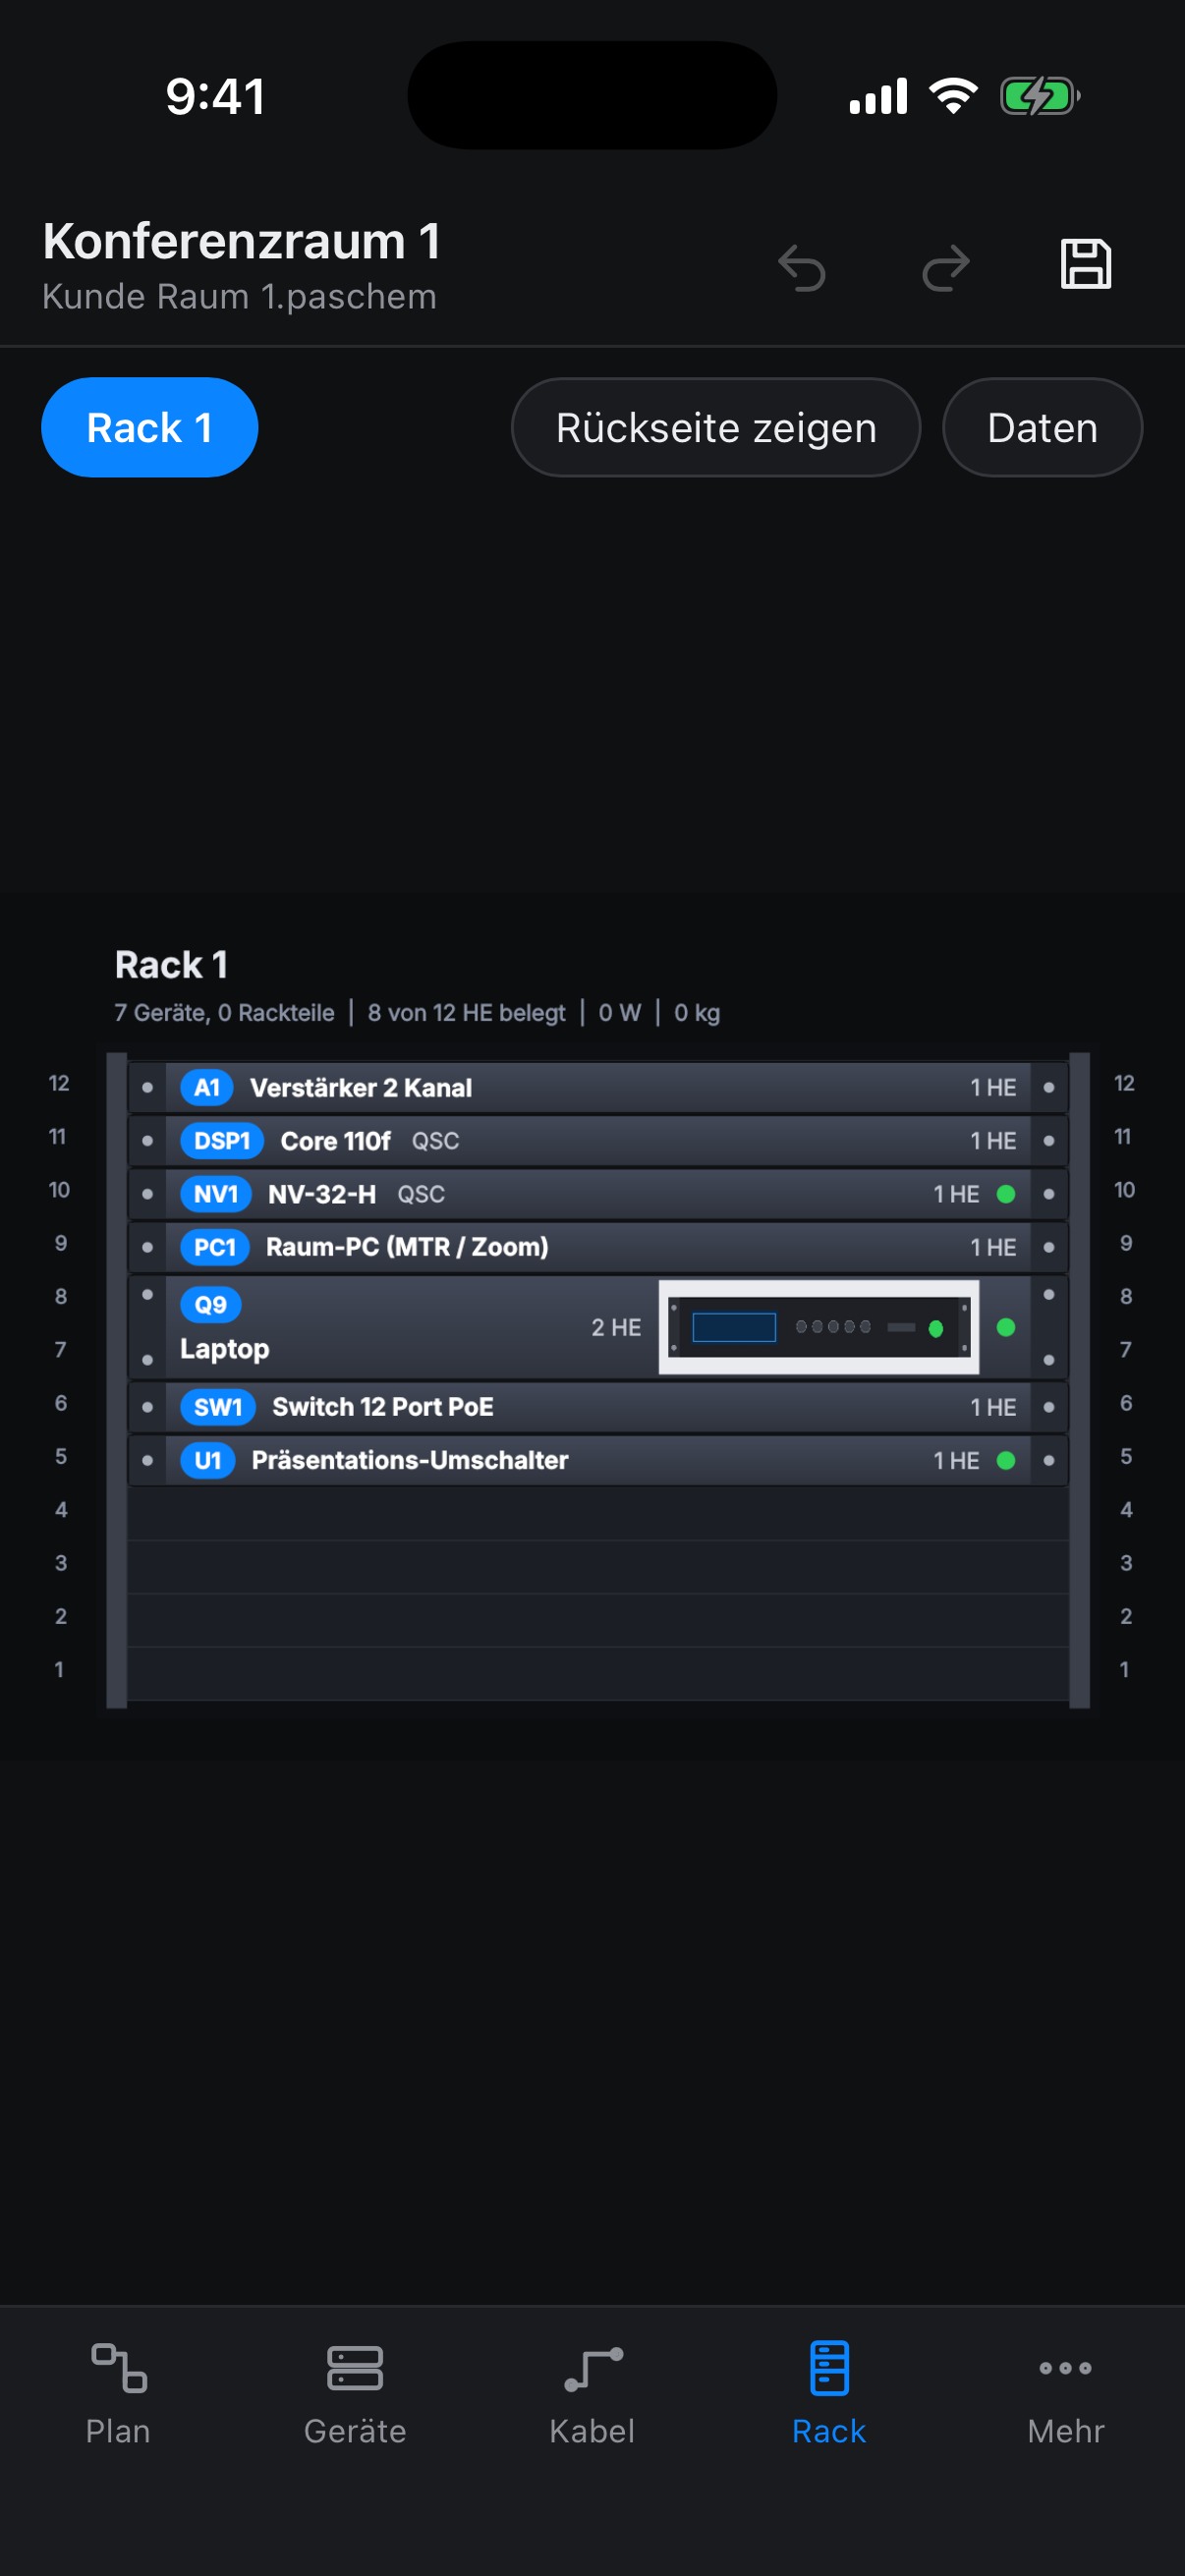 9:41
Konferenzraum 1
Kunde Raum 1.paschem
Rack 1 Rückseite zeigen Daten
Rack 1
7 Geräte, 0 Rackteile | 8 von 12 HE belegt | 0 W | 0 kg
12 A1 Verstärker 2 Kanal 1 HE 12
11 DSP1 Core 110f QSC 1 HE 11
10 NV1 NV-32-H QSC 1 HE 10
9 PC1 Raum-PC (MTR / Zoom) 1 HE 9
8 Q9 2 HE 8
7 Laptop 7
6 SW1 Switch 12 Port PoE 1 HE 6
5 U1 Präsentations-Umschalter 1 HE 5
4 4
3 3
2 2
1 1
Plan Geräte Kabel Rack Mehr